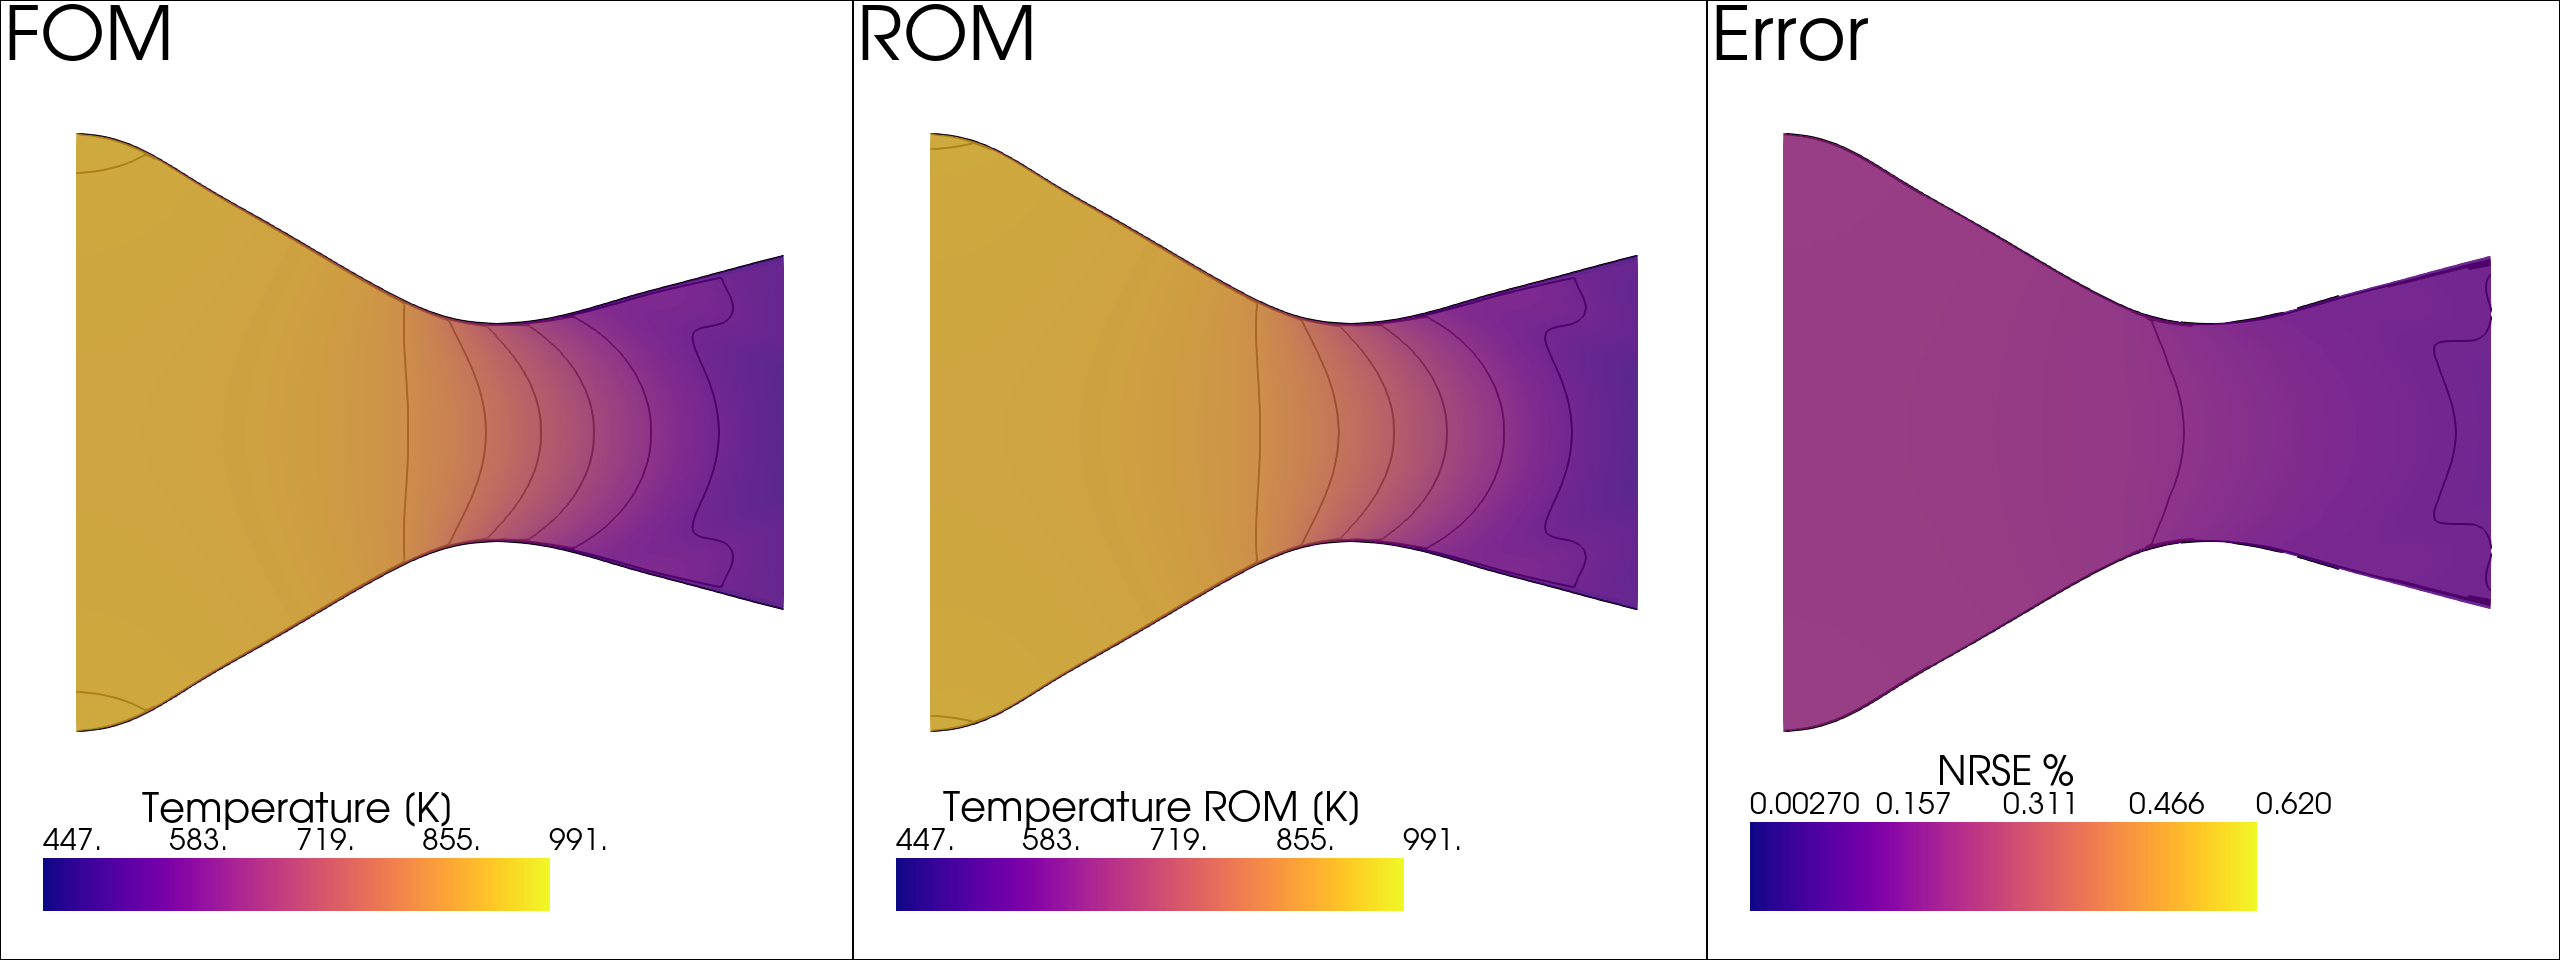 FOM
Temperature (K)
447. 583. 719. 855. 991.
ROM
Temperature ROM (K)
447. 583. 719. 855. 991.
Error
NRSE %
0.00270 0.157 0.311 0.466 0.620